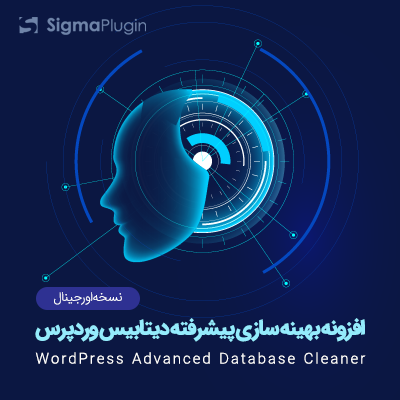 SigmaPlugin
نسخه اورجینال
افزونه بهینه سازی پیشرفته دیتابیس وردپرس
WordPress Advanced Database Cleaner